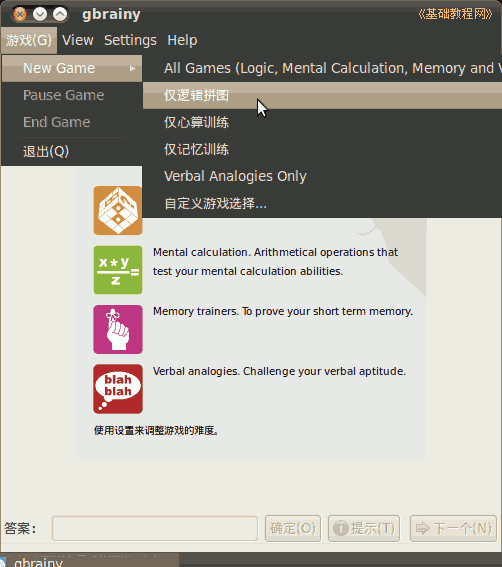 gbrainy
《基础教程网》
游戏(G) View Settings Help
New Game
All Games (Logic, Mental Calculation, Memory and V
Pause Game
仅逻辑拼图
End Game
仅心算训练
退出(Q)
仅记忆训练
Verbal Analogies Only
自定义游戏选择...
x*y
z
=
Mental calculation. Arithmetical operations that
test your mental calculation abilities.
Memory trainers. To prove your short term memory.
blah
blah
Verbal analogies. Challenge your verbal aptitude.
使用设置来调整游戏的难度。
答案: 确定(O) 提示(T) 下一个(N)
gbrainy